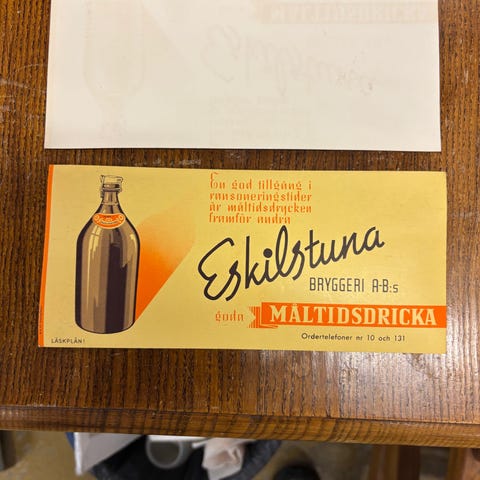 En god tillgång i
ransoneringstider
är måltidsdrycken
framför andra
Eskilstuna
BRYGGERI A-B:s
goda MÅLTIDSDRICKA
Ordertelefoner nr 10 och 131
LÄSKPLÅN!